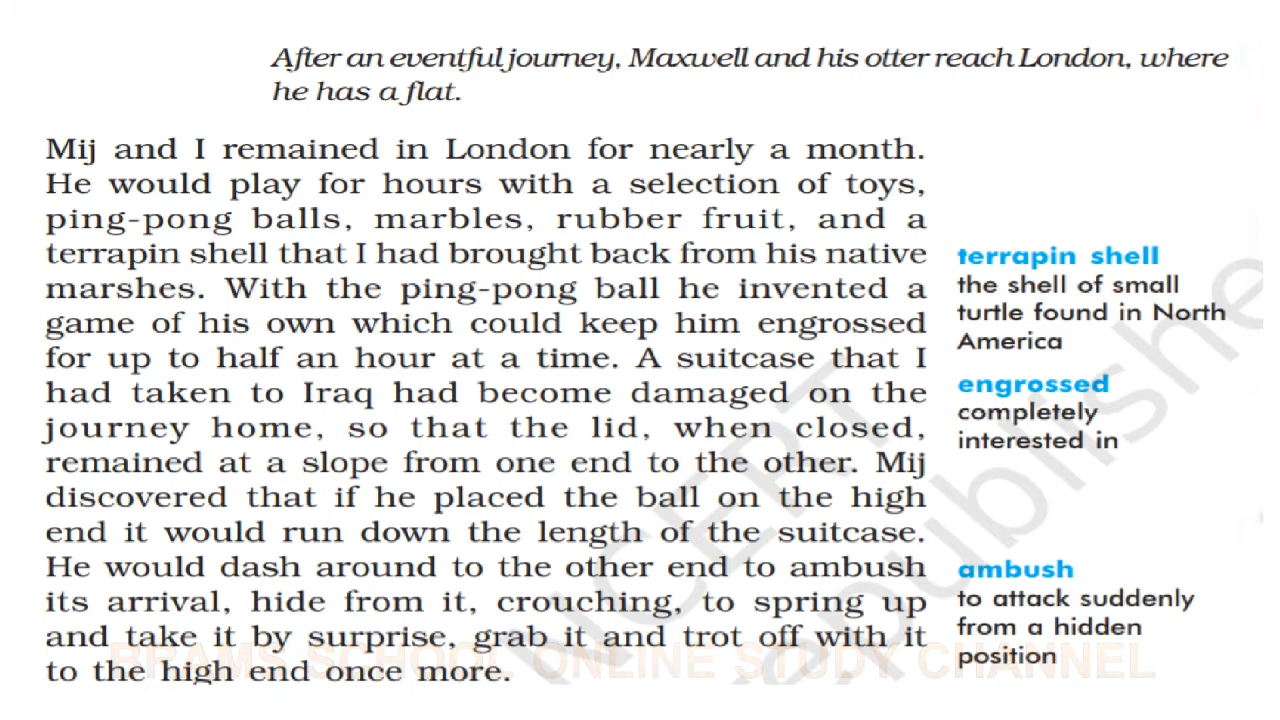 After an eventful journey, Maxwell and his otter reach London, where
he has a flat.
Mij and I remained in London for nearly a month.
He would play for hours with a selection of toys,
ping-pong balls, marbles, rubber fruit, and a
terrapin shell that I had brought back from his native
marshes. With the ping-pong ball he invented a
game of his own which could keep him engrossed
for up to half an hour at a time. A suitcase that I
had taken to Iraq had become damaged on the
journey home, so that the lid, when closed,
remained at a slope from one end to the other. Mij
discovered that if he placed the ball on the high
end it would run down the length of the suitcase.
He would dash around to the other end to ambush
its arrival, hide from it, crouching, to spring up
and take it by surprise, grab it and trot off with it
to the high end once more.
terrapin shell
the shell of small
turtle found in North
America
engrossed
completely
interested in
ambush
to attack suddenly
from a hidden
position
NCERT
republishe
BRAMS SCHOOL ONLINE STUDY CHANNEL